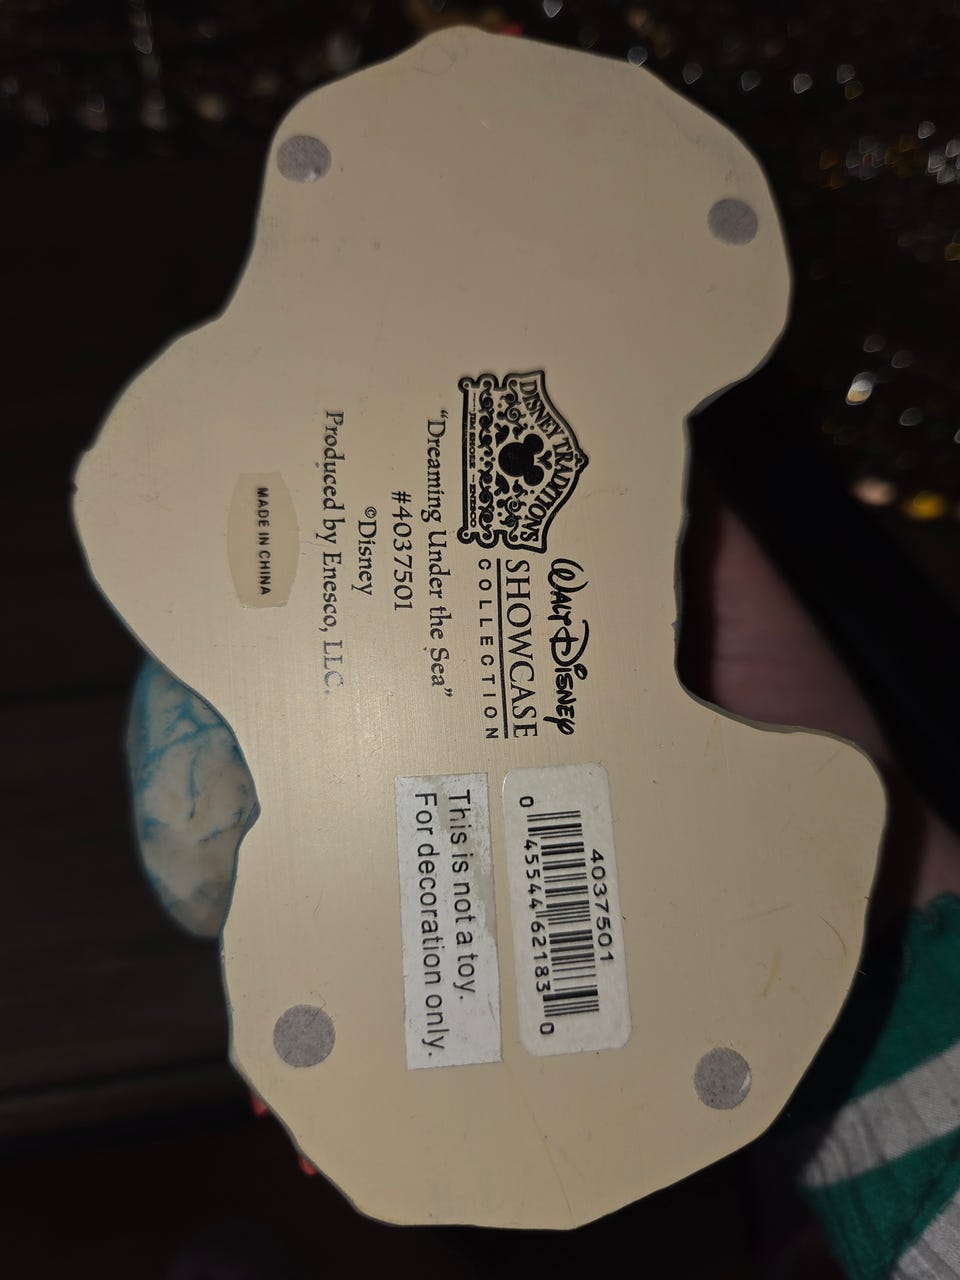 DISNEY TRADITIONS
JIM SHORE ENESCO
WALT DISNEY
SHOWCASE
COLLECTION
"Dreaming Under the Sea"
#4037501
©Disney
Produced by Enesco, LLC.
MADE IN CHINA
4037501
0 45544 62183 0
This is not a toy.
For decoration only.